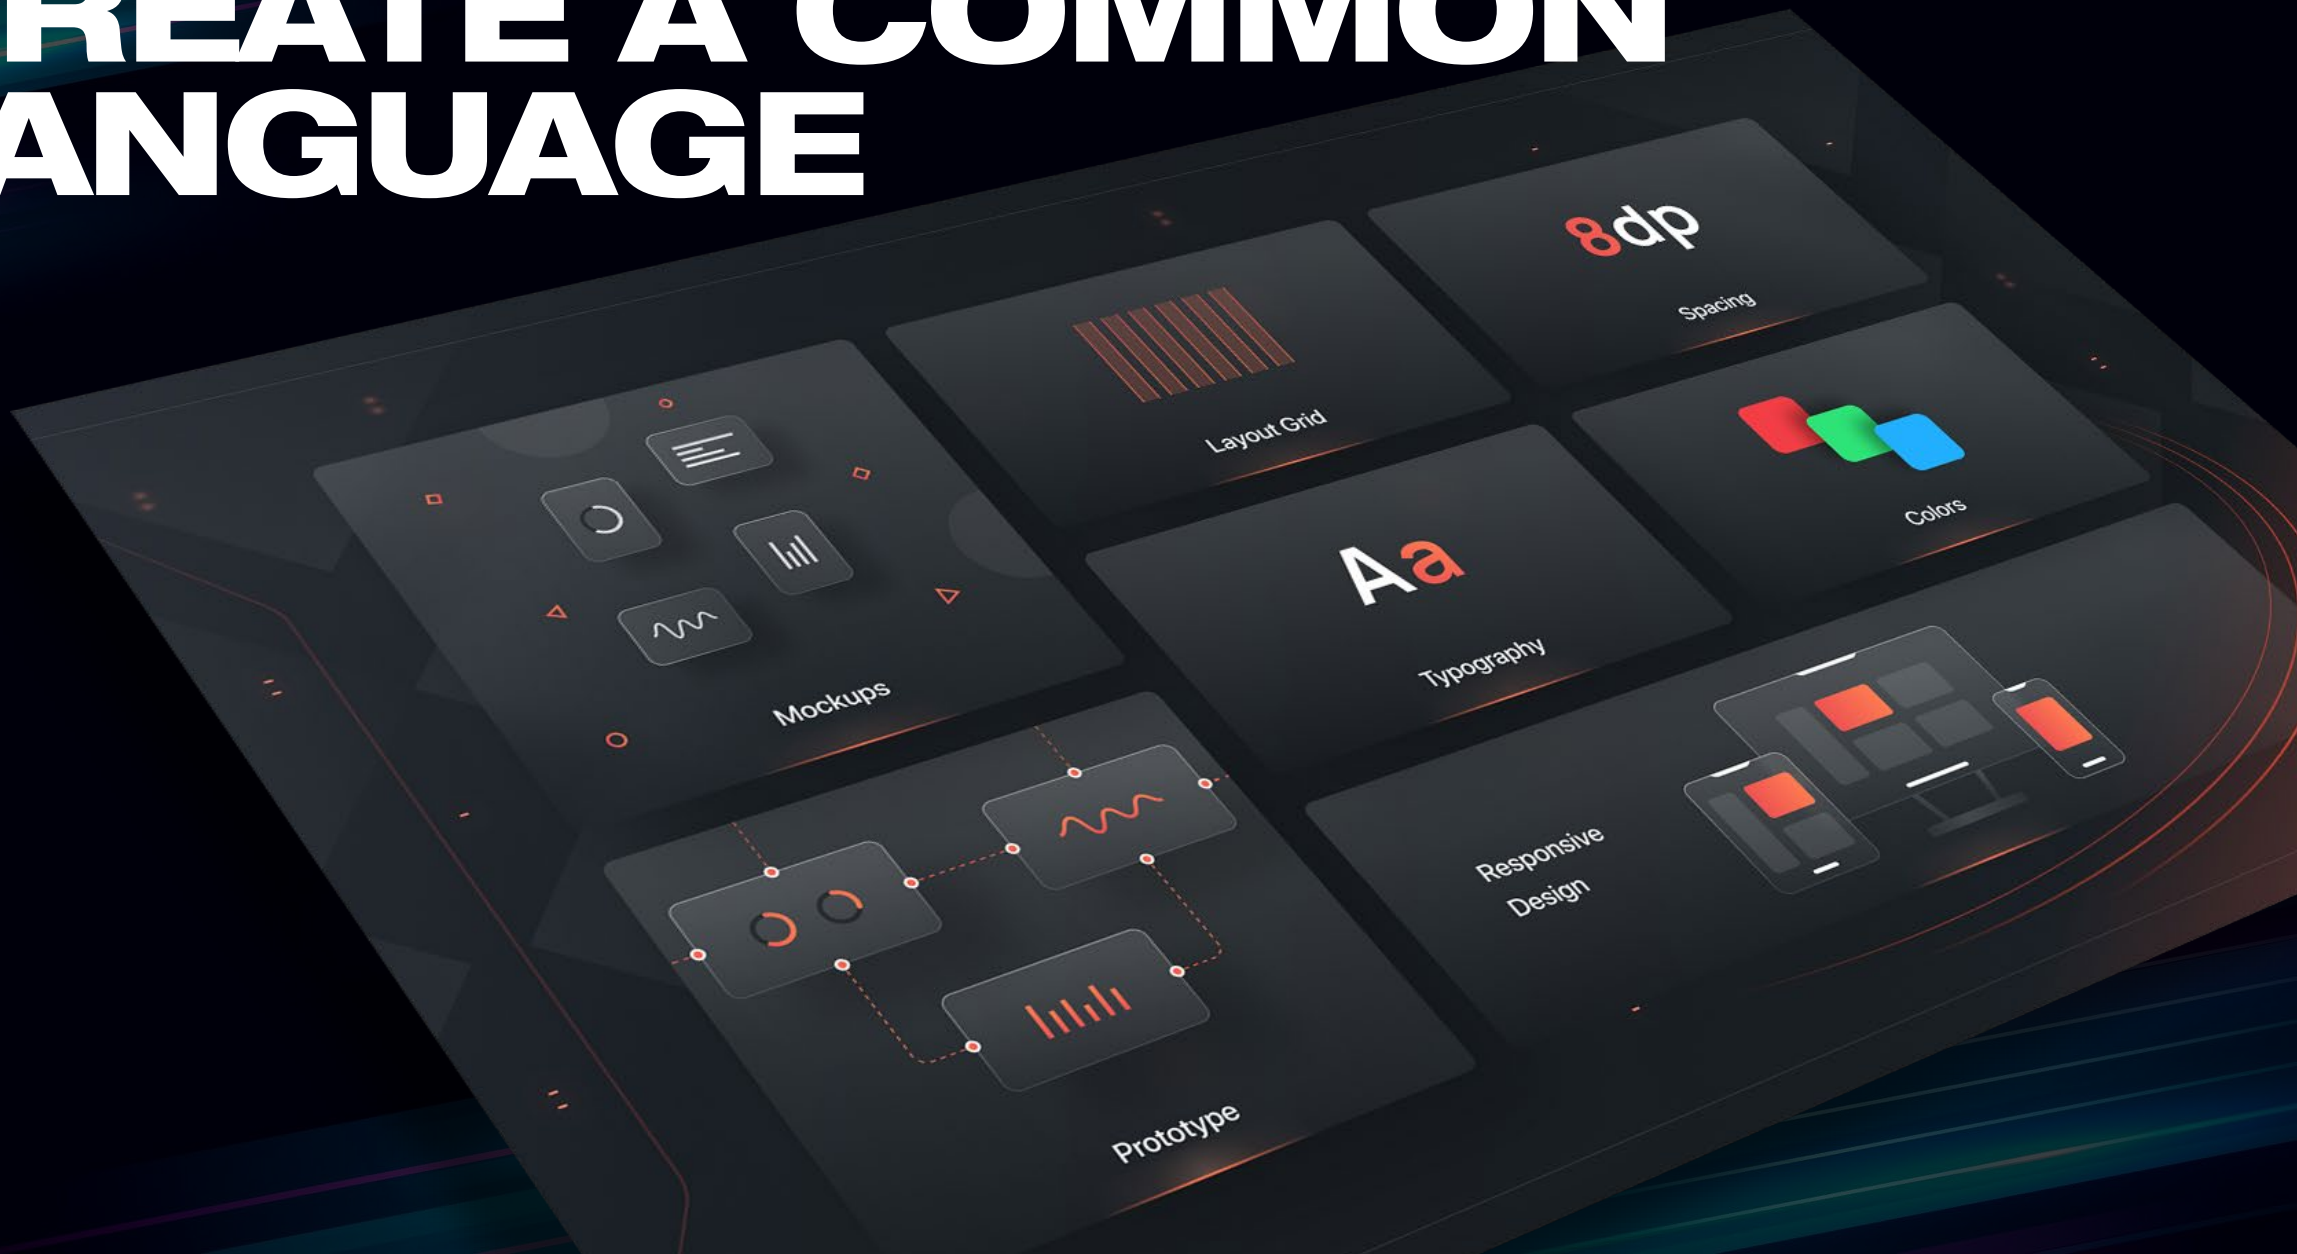 REATE A COMMON
ANGUAGE
8dp
Spacing
Layout Grid
Colors
Aa
Typography
Mockups
Responsive
Design
Prototype